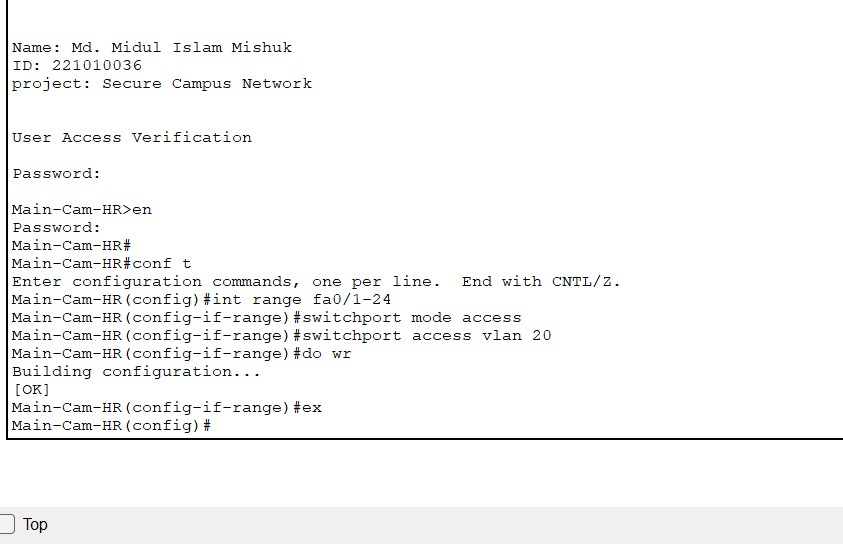 Name: Md. Midul Islam Mishuk
ID: 221010036
project: Secure Campus Network
User Access Verification
Password:
Main-Cam-HR>en
Password:
Main-Cam-HR#
Main-Cam-HR#conf t
Enter configuration commands, one per line.  End with CNTL/Z.
Main-Cam-HR(config)#int range fa0/1-24
Main-Cam-HR(config-if-range)#switchport mode access
Main-Cam-HR(config-if-range)#switchport access vlan 20
Main-Cam-HR(config-if-range)#do wr
Building configuration...
[OK]
Main-Cam-HR(config-if-range)#ex
Main-Cam-HR(config)#
Top